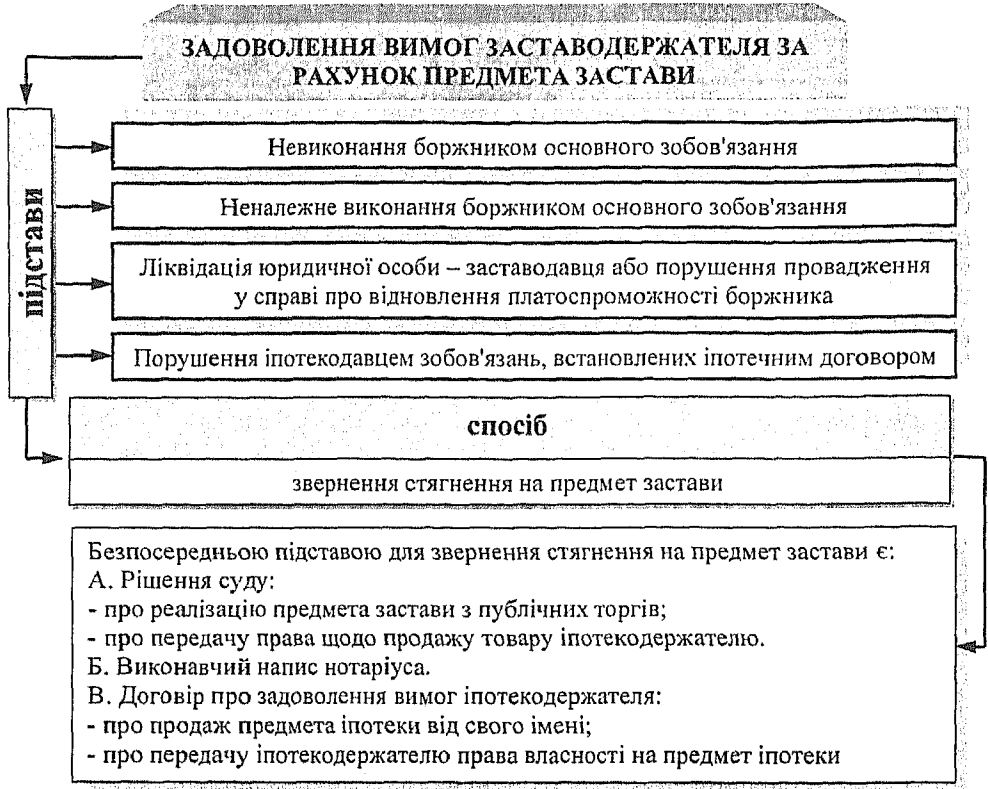 ЗАДОВОЛЕННЯ ВИМОГ ЗАСТАВОДЕРЖАТЕЛЯ ЗА
РАХУНОК ПРЕДМЕТА ЗАСТАВИ
підстави
Невиконання боржником основного зобов'язання
Неналежне виконання боржником основного зобов'язання
Ліквідація юридичної особи – заставодавця або порушення провадження
у справі про відновлення платоспроможності боржника
Порушення іпотекодавцем зобов'язань, встановлених іпотечним договором
спосіб
звернення стягнення на предмет застави
Безпосередньою підставою для звернення стягнення на предмет застави є:
А. Рішення суду:
- про реалізацію предмета застави з публічних торгів;
- про передачу права щодо продажу товару іпотекодержателю.
Б. Виконавчий напис нотаріуса.
В. Договір про задоволення вимог іпотекодержателя:
- про продаж предмета іпотеки від свого імені;
- про передачу іпотекодержателю права власності на предмет іпотеки